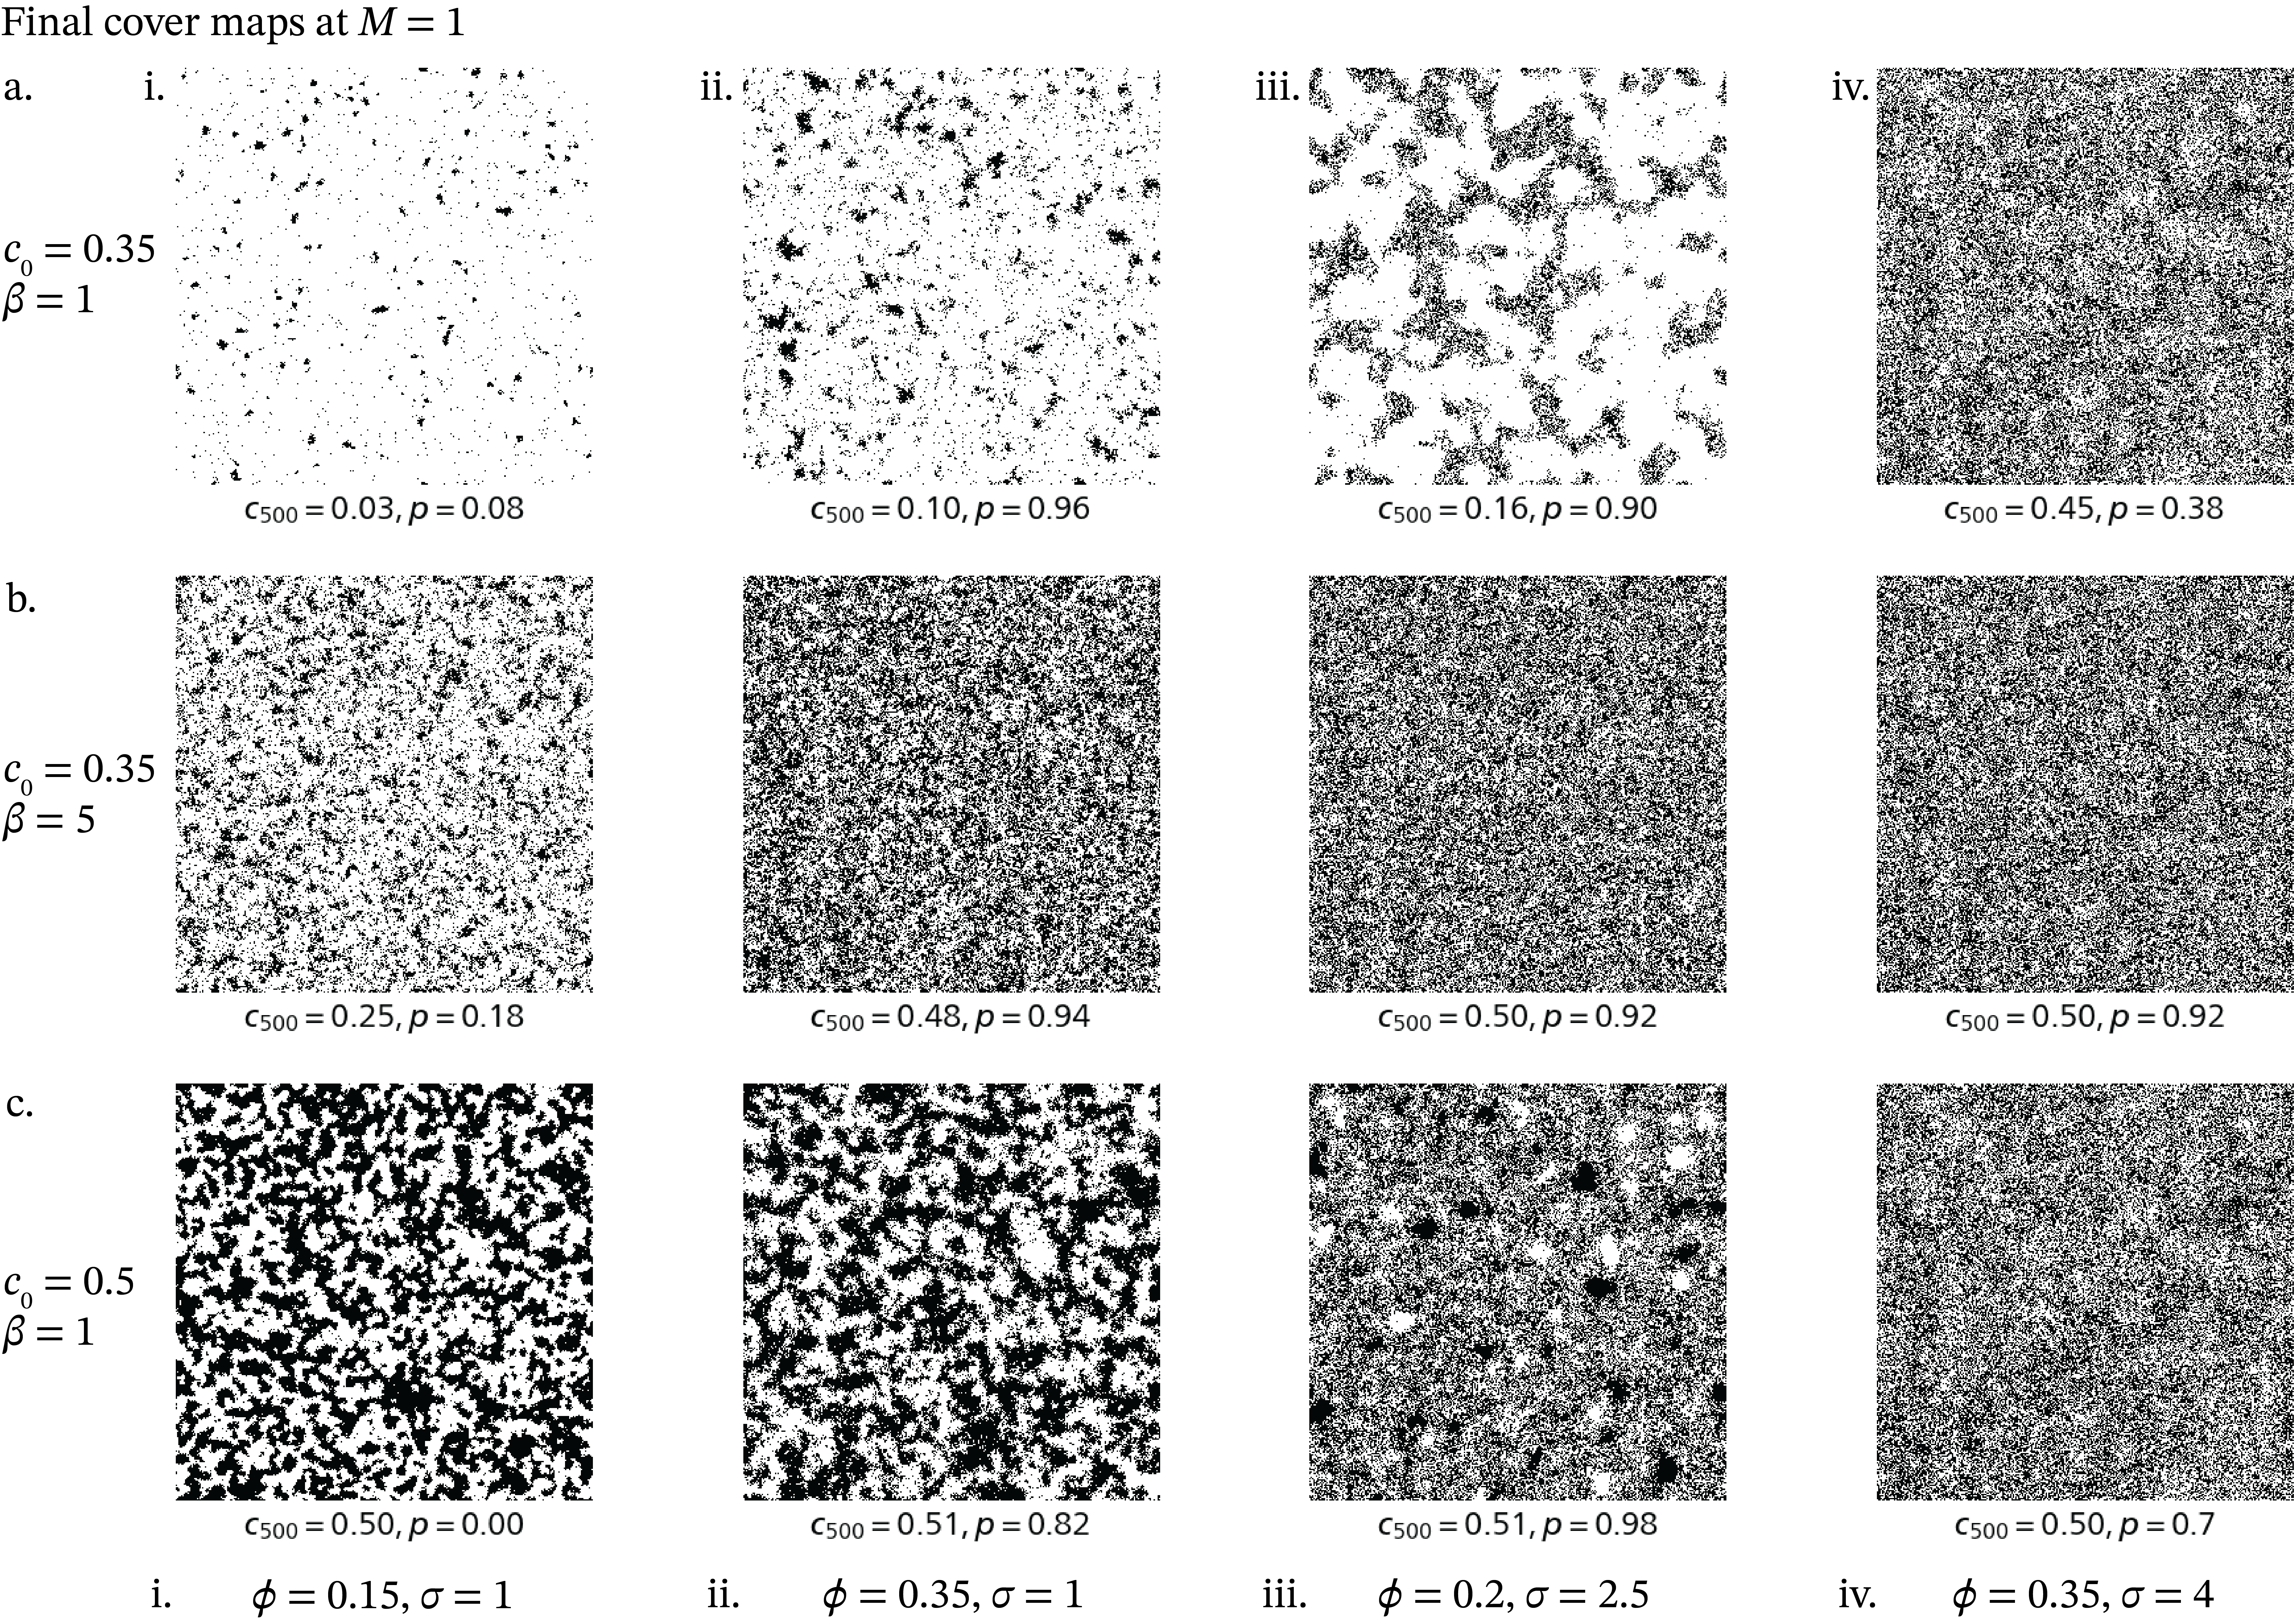 Final cover maps at M = 1
a. i. ii. iii. iv.
c₀ = 0.35
β = 1
c₅₀₀ = 0.03, p = 0.08 c₅₀₀ = 0.10, p = 0.96 c₅₀₀ = 0.16, p = 0.90 c₅₀₀ = 0.45, p = 0.38
b.
c₀ = 0.35
β = 5
c₅₀₀ = 0.25, p = 0.18 c₅₀₀ = 0.48, p = 0.94 c₅₀₀ = 0.50, p = 0.92 c₅₀₀ = 0.50, p = 0.92
c.
c₀ = 0.5
β = 1
c₅₀₀ = 0.50, p = 0.00 c₅₀₀ = 0.51, p = 0.82 c₅₀₀ = 0.51, p = 0.98 c₅₀₀ = 0.50, p = 0.7
i. ϕ = 0.15, σ = 1 ii. ϕ = 0.35, σ = 1 iii. ϕ = 0.2, σ = 2.5 iv. ϕ = 0.35, σ = 4